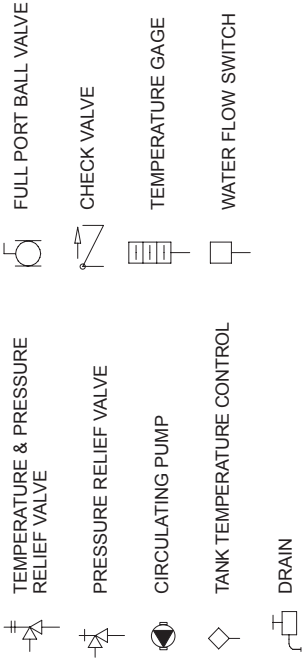 TEMPERATURE & PRESSURE
RELIEF VALVE
PRESSURE RELIEF VALVE
CIRCULATING PUMP
TANK TEMPERATURE CONTROL
DRAIN
FULL PORT BALL VALVE
CHECK VALVE
TEMPERATURE GAGE
WATER FLOW SWITCH